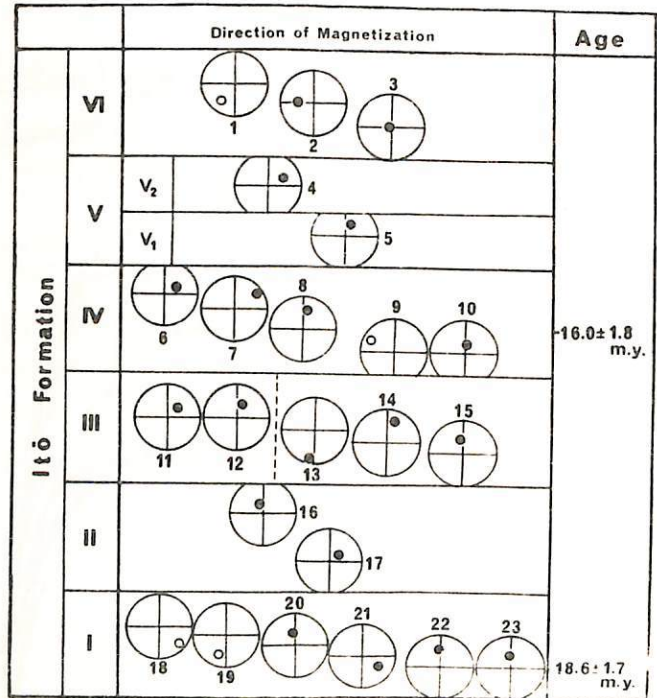 Direction of Magnetization
Age
Itō Formation
VI
1
2
3
V
V2
4
V1
5
IV
6
7
8
9
10
-16.0±1.8
m.y.
III
11
12
13
14
15
II
16
17
I
18
19
20
21
22
23
18.6±1.7
m.y.